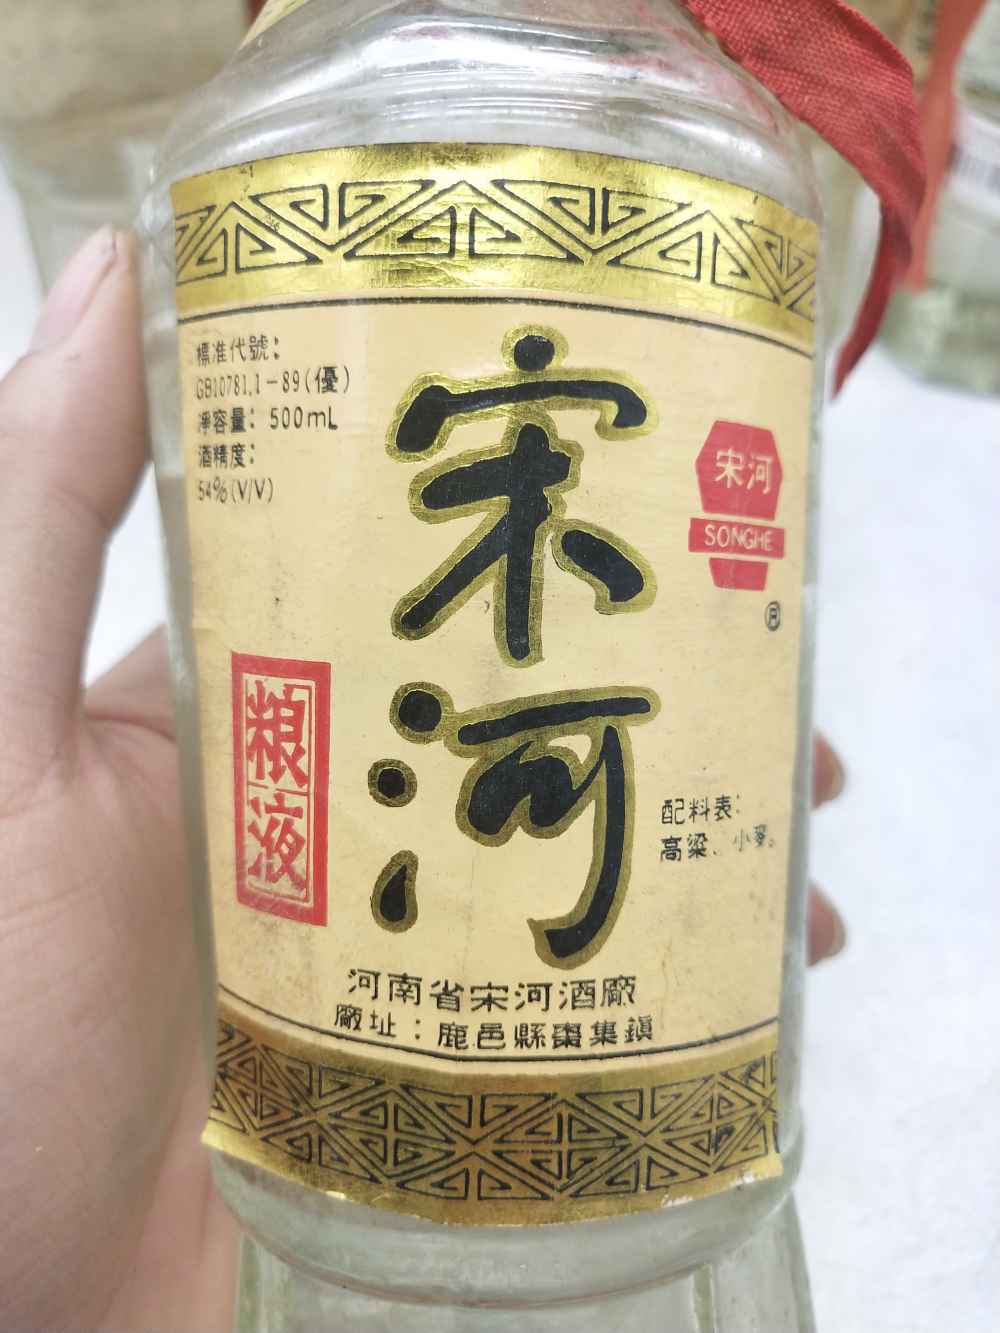 標准代號：
GB10781.1－89(優)
淨容量：500mL
酒精度：
54%(V/V)
宋河
宋河
SONGHE
®
粮液
配料表：
高粱、小麥。
河南省宋河酒廠
廠址：鹿邑縣棗集鎮